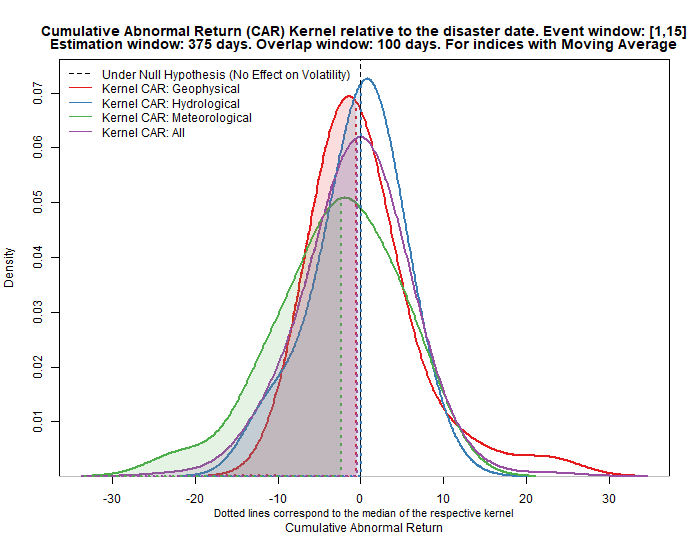 Cumulative Abnormal Return (CAR) Kernel relative to the disaster date. Event window: [1,15]
Estimation window: 375 days. Overlap window: 100 days. For indices with Moving Average
Under Null Hypothesis (No Effect on Volatility)
Kernel CAR: Geophysical
Kernel CAR: Hydrological
Kernel CAR: Meteorological
Kernel CAR: All
0.07
0.06
0.05
0.04
0.03
0.02
0.01
Density
-30 -20 -10 0 10 20 30
Dotted lines correspond to the median of the respective kernel
Cumulative Abnormal Return